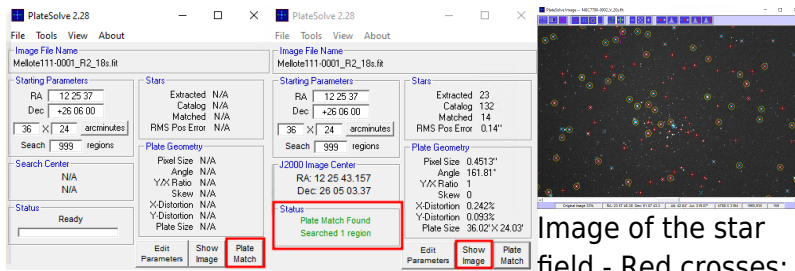 PlateSolve 2.28
File Tools View About
Image File Name
Mellote111-0001_R2_18s.fit
Starting Parameters
RA 12 25 37
Dec +26 06 00
36 X 24 arcminutes
Seach 999 regions
Search Center
N/A
N/A
Status
Ready
Stars
Extracted N/A
Catalog N/A
Matched N/A
RMS Pos Error N/A
Plate Geometry
Pixel Size N/A
Angle N/A
Y/X Ratio N/A
Skew N/A
X-Distortion N/A
Y-Distortion N/A
Plate Size N/A
Edit Parameters
Show Image
Plate Match
PlateSolve 2.28
File Tools View About
Image File Name
Mellote111-0001_R2_18s.fit
Starting Parameters
RA 12 25 37
Dec +26 06 00
36 X 24 arcminutes
Seach 999 regions
J2000 Image Center
RA: 12 25 43.157
Dec: 26 05 03.37
Status
Plate Match Found
Searched 1 region
Stars
Extracted 23
Catalog 132
Matched 14
RMS Pos Error 0.14"
Plate Geometry
Pixel Size 0.4513"
Angle 161.81°
Y/X Ratio 1
Skew 0
X-Distortion 0.242%
Y-Distortion 0.093%
Plate Size 36.02' X 24.03'
Edit Parameters
Show Image
Plate Match
Image of the star
field - Red crosses: